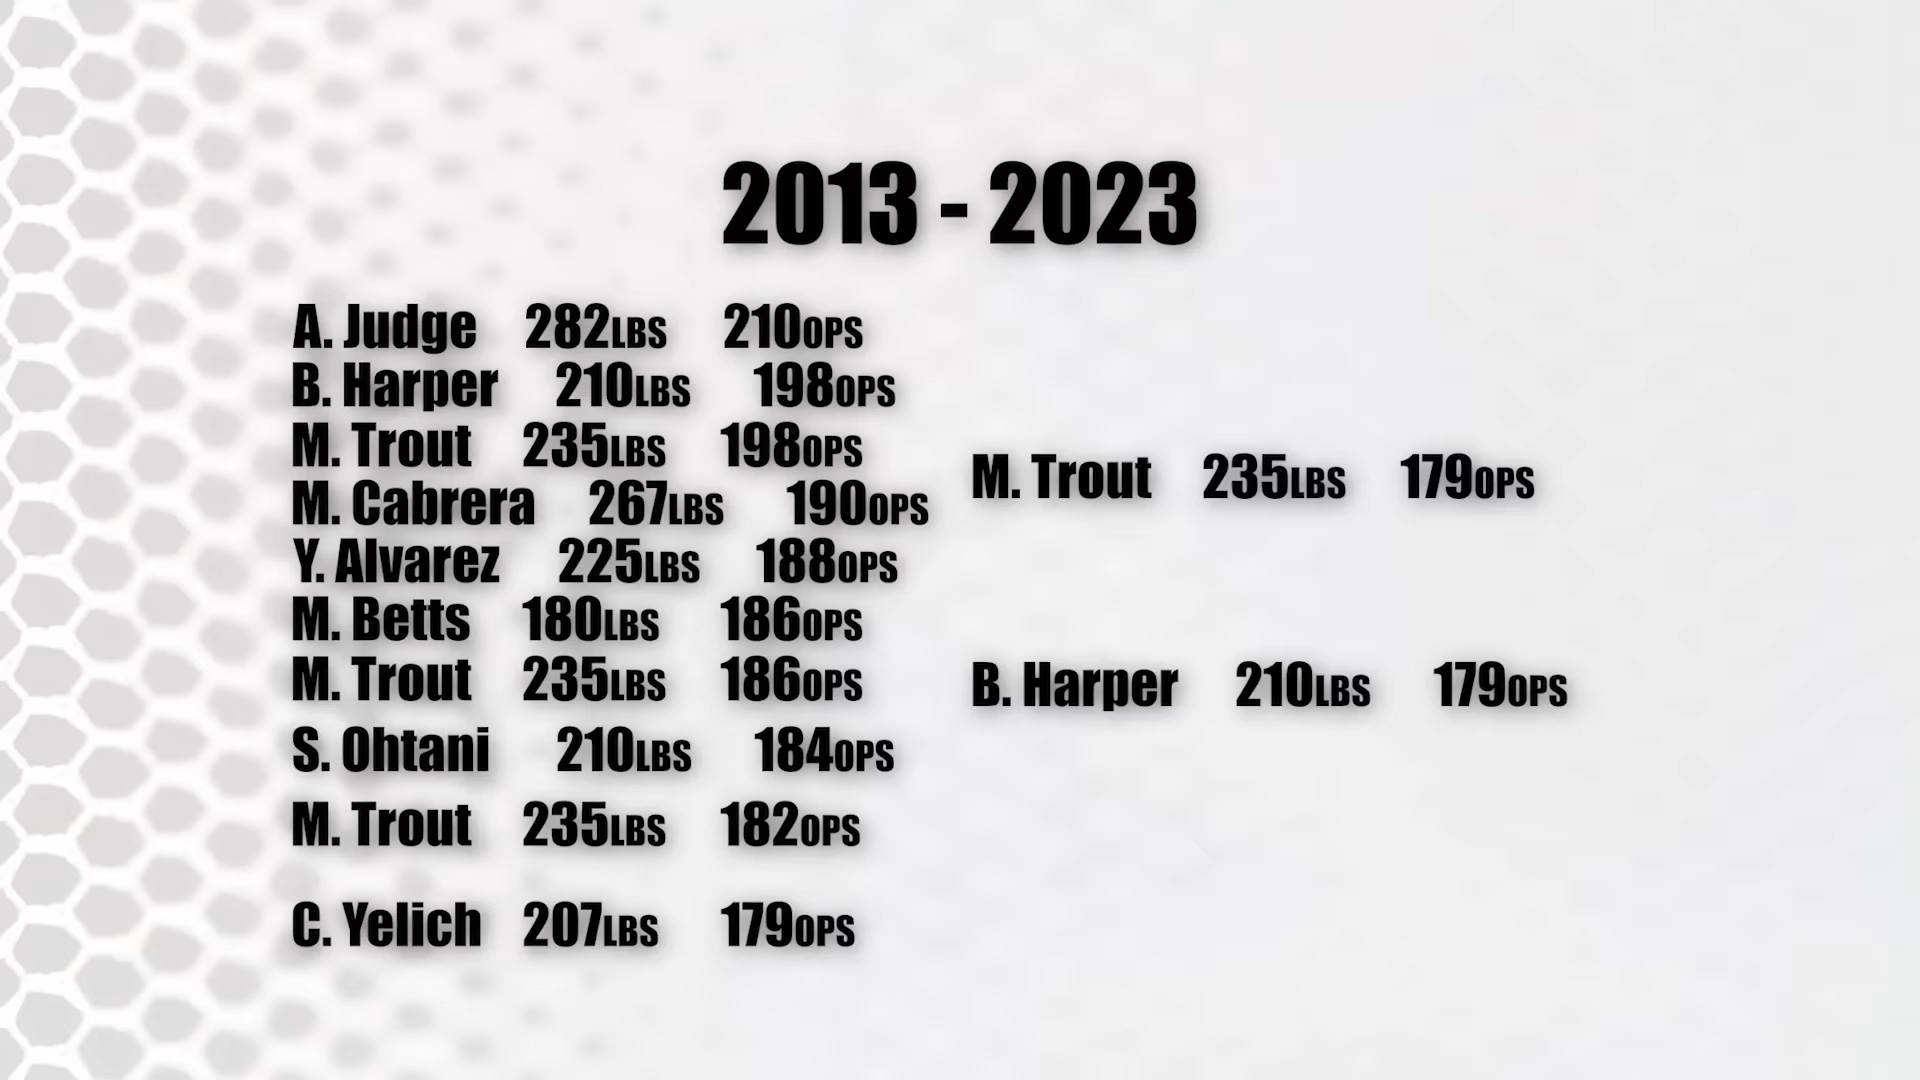 2013 - 2023
A. Judge 282LBS 210OPS
B. Harper 210LBS 198OPS
M. Trout 235LBS 198OPS
M. Cabrera 267LBS 190OPS
Y. Alvarez 225LBS 188OPS
M. Betts 180LBS 186OPS
M. Trout 235LBS 186OPS
S. Ohtani 210LBS 184OPS
M. Trout 235LBS 182OPS
C. Yelich 207LBS 179OPS
M. Trout 235LBS 179OPS
B. Harper 210LBS 179OPS